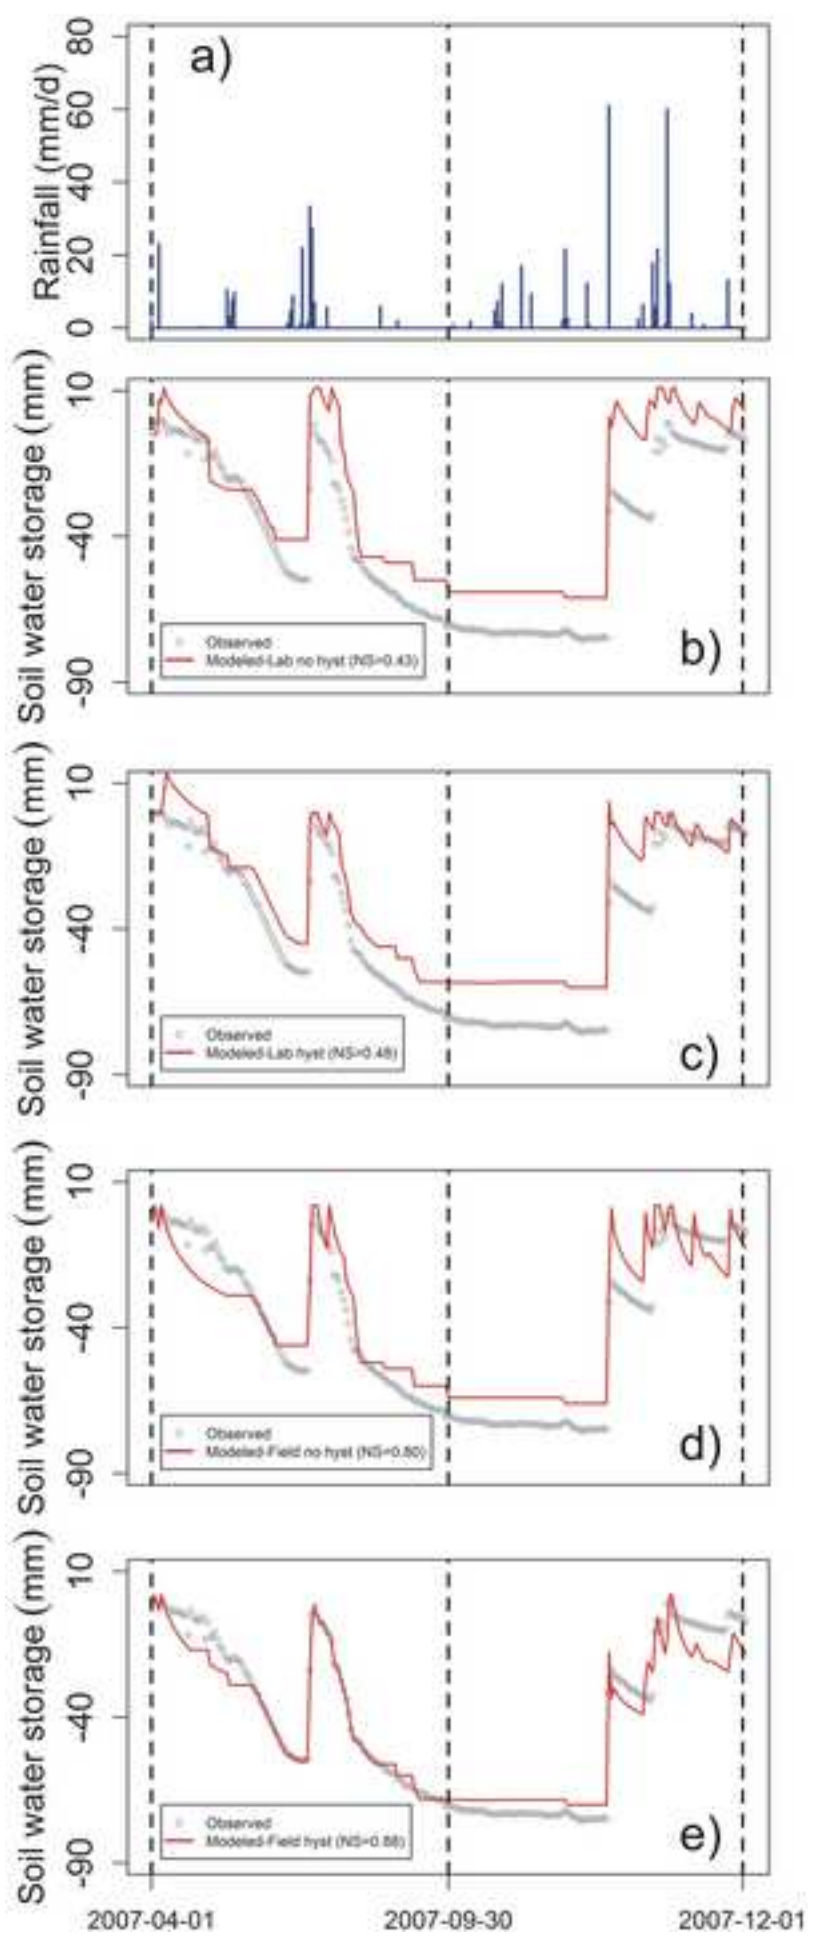 a)
Rainfall (mm/d)
80
60
40
20
0
Soil water storage (mm)
10
-40
-90
Observed
Modeled-Lab no hyst (NS=0.43)
b)
Soil water storage (mm)
10
-40
-90
Observed
Modeled-Lab hyst (NS=0.48)
c)
Soil water storage (mm)
10
-40
-90
Observed
Modeled-Field no hyst (NS=0.80)
d)
Soil water storage (mm)
10
-40
-90
Observed
Modeled-Field hyst (NS=0.88)
e)
2007-04-01 2007-09-30 2007-12-01